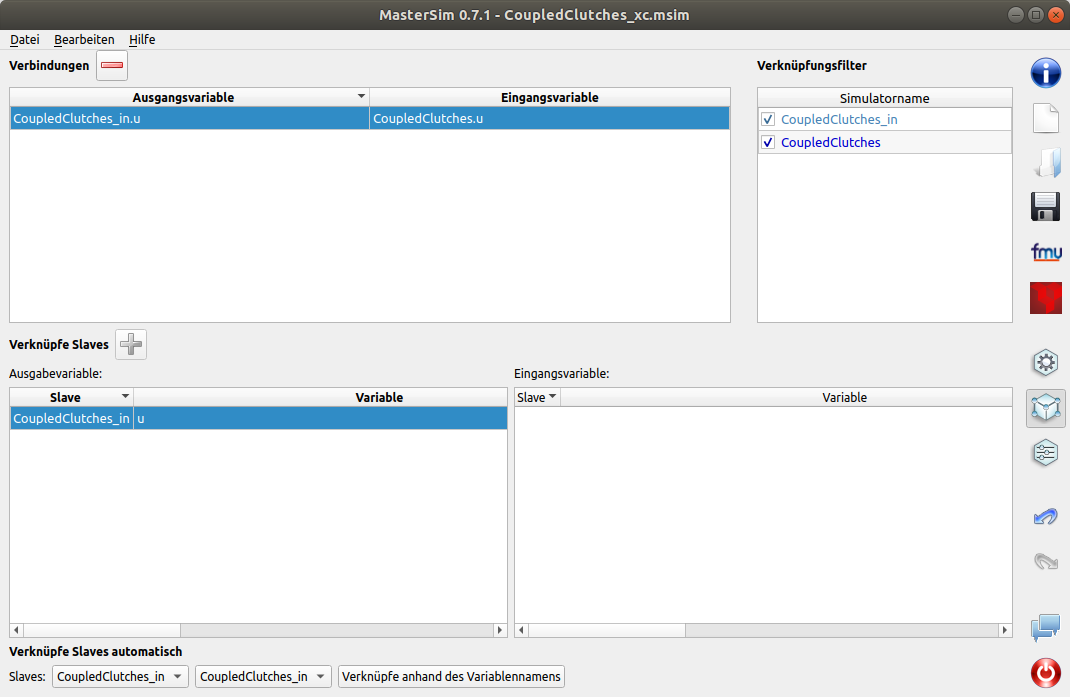 MasterSim 0.7.1 - CoupledClutches_xc.msim
Datei Bearbeiten Hilfe
Verbindungen
Verknüpfungsfilter
Ausgangsvariable Eingangsvariable
Simulatorname
CoupledClutches_in.u CoupledClutches.u
CoupledClutches_in
CoupledClutches
fmu
Verknüpfe Slaves
Ausgabevariable: Eingangsvariable:
Slave Variable Slave Variable
CoupledClutches_in u
Verknüpfe Slaves automatisch
Slaves: CoupledClutches_in CoupledClutches_in Verknüpfe anhand des Variablennamens